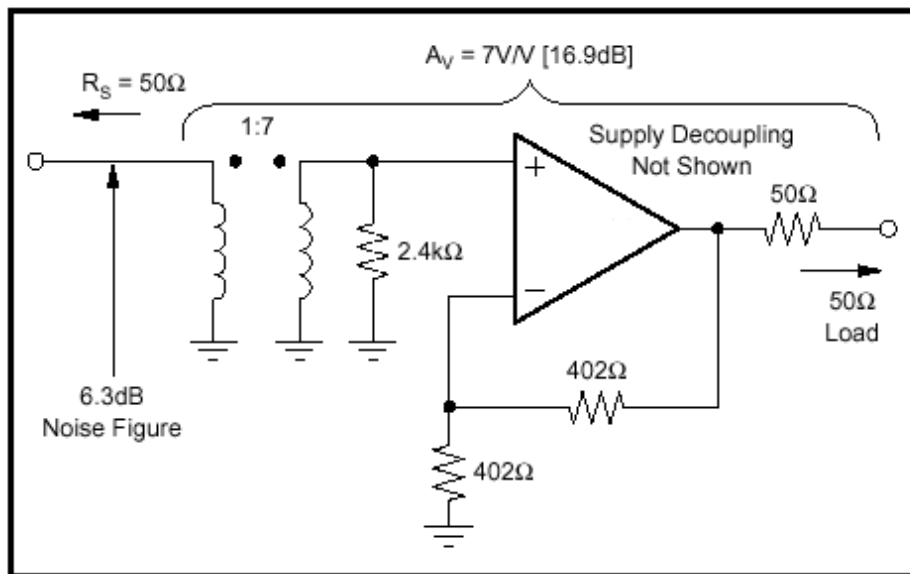 A_V = 7V/V [16.9dB]
R_S = 50Ω
1:7
Supply Decoupling
Not Shown
+
50Ω
2.4kΩ
−
50Ω
Load
402Ω
6.3dB
Noise Figure
402Ω